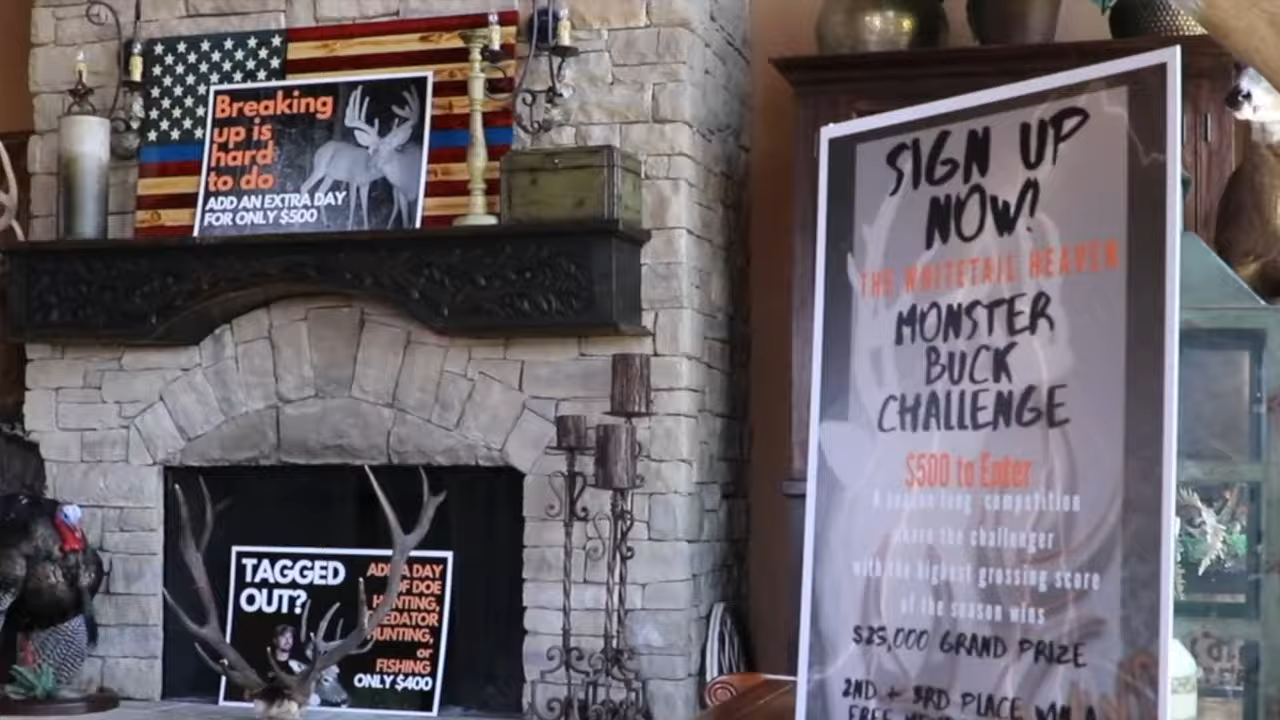 Breaking
up is
hard
to do
ADD AN EXTRA DAY
FOR ONLY $500
TAGGED
OUT?
ADD A DAY
OF DOE
HUNTING,
PREDATOR
HUNTING,
or
FISHING
ONLY $400
SIGN UP
NOW!
THE WHITETAIL HEAVEN
MONSTER
BUCK
CHALLENGE
$500 to Enter
A season long competition
where the challenger
with the highest grossing score
of the season wins
$25,000 GRAND PRIZE
2ND + 3RD PLACE WIN A
FREE